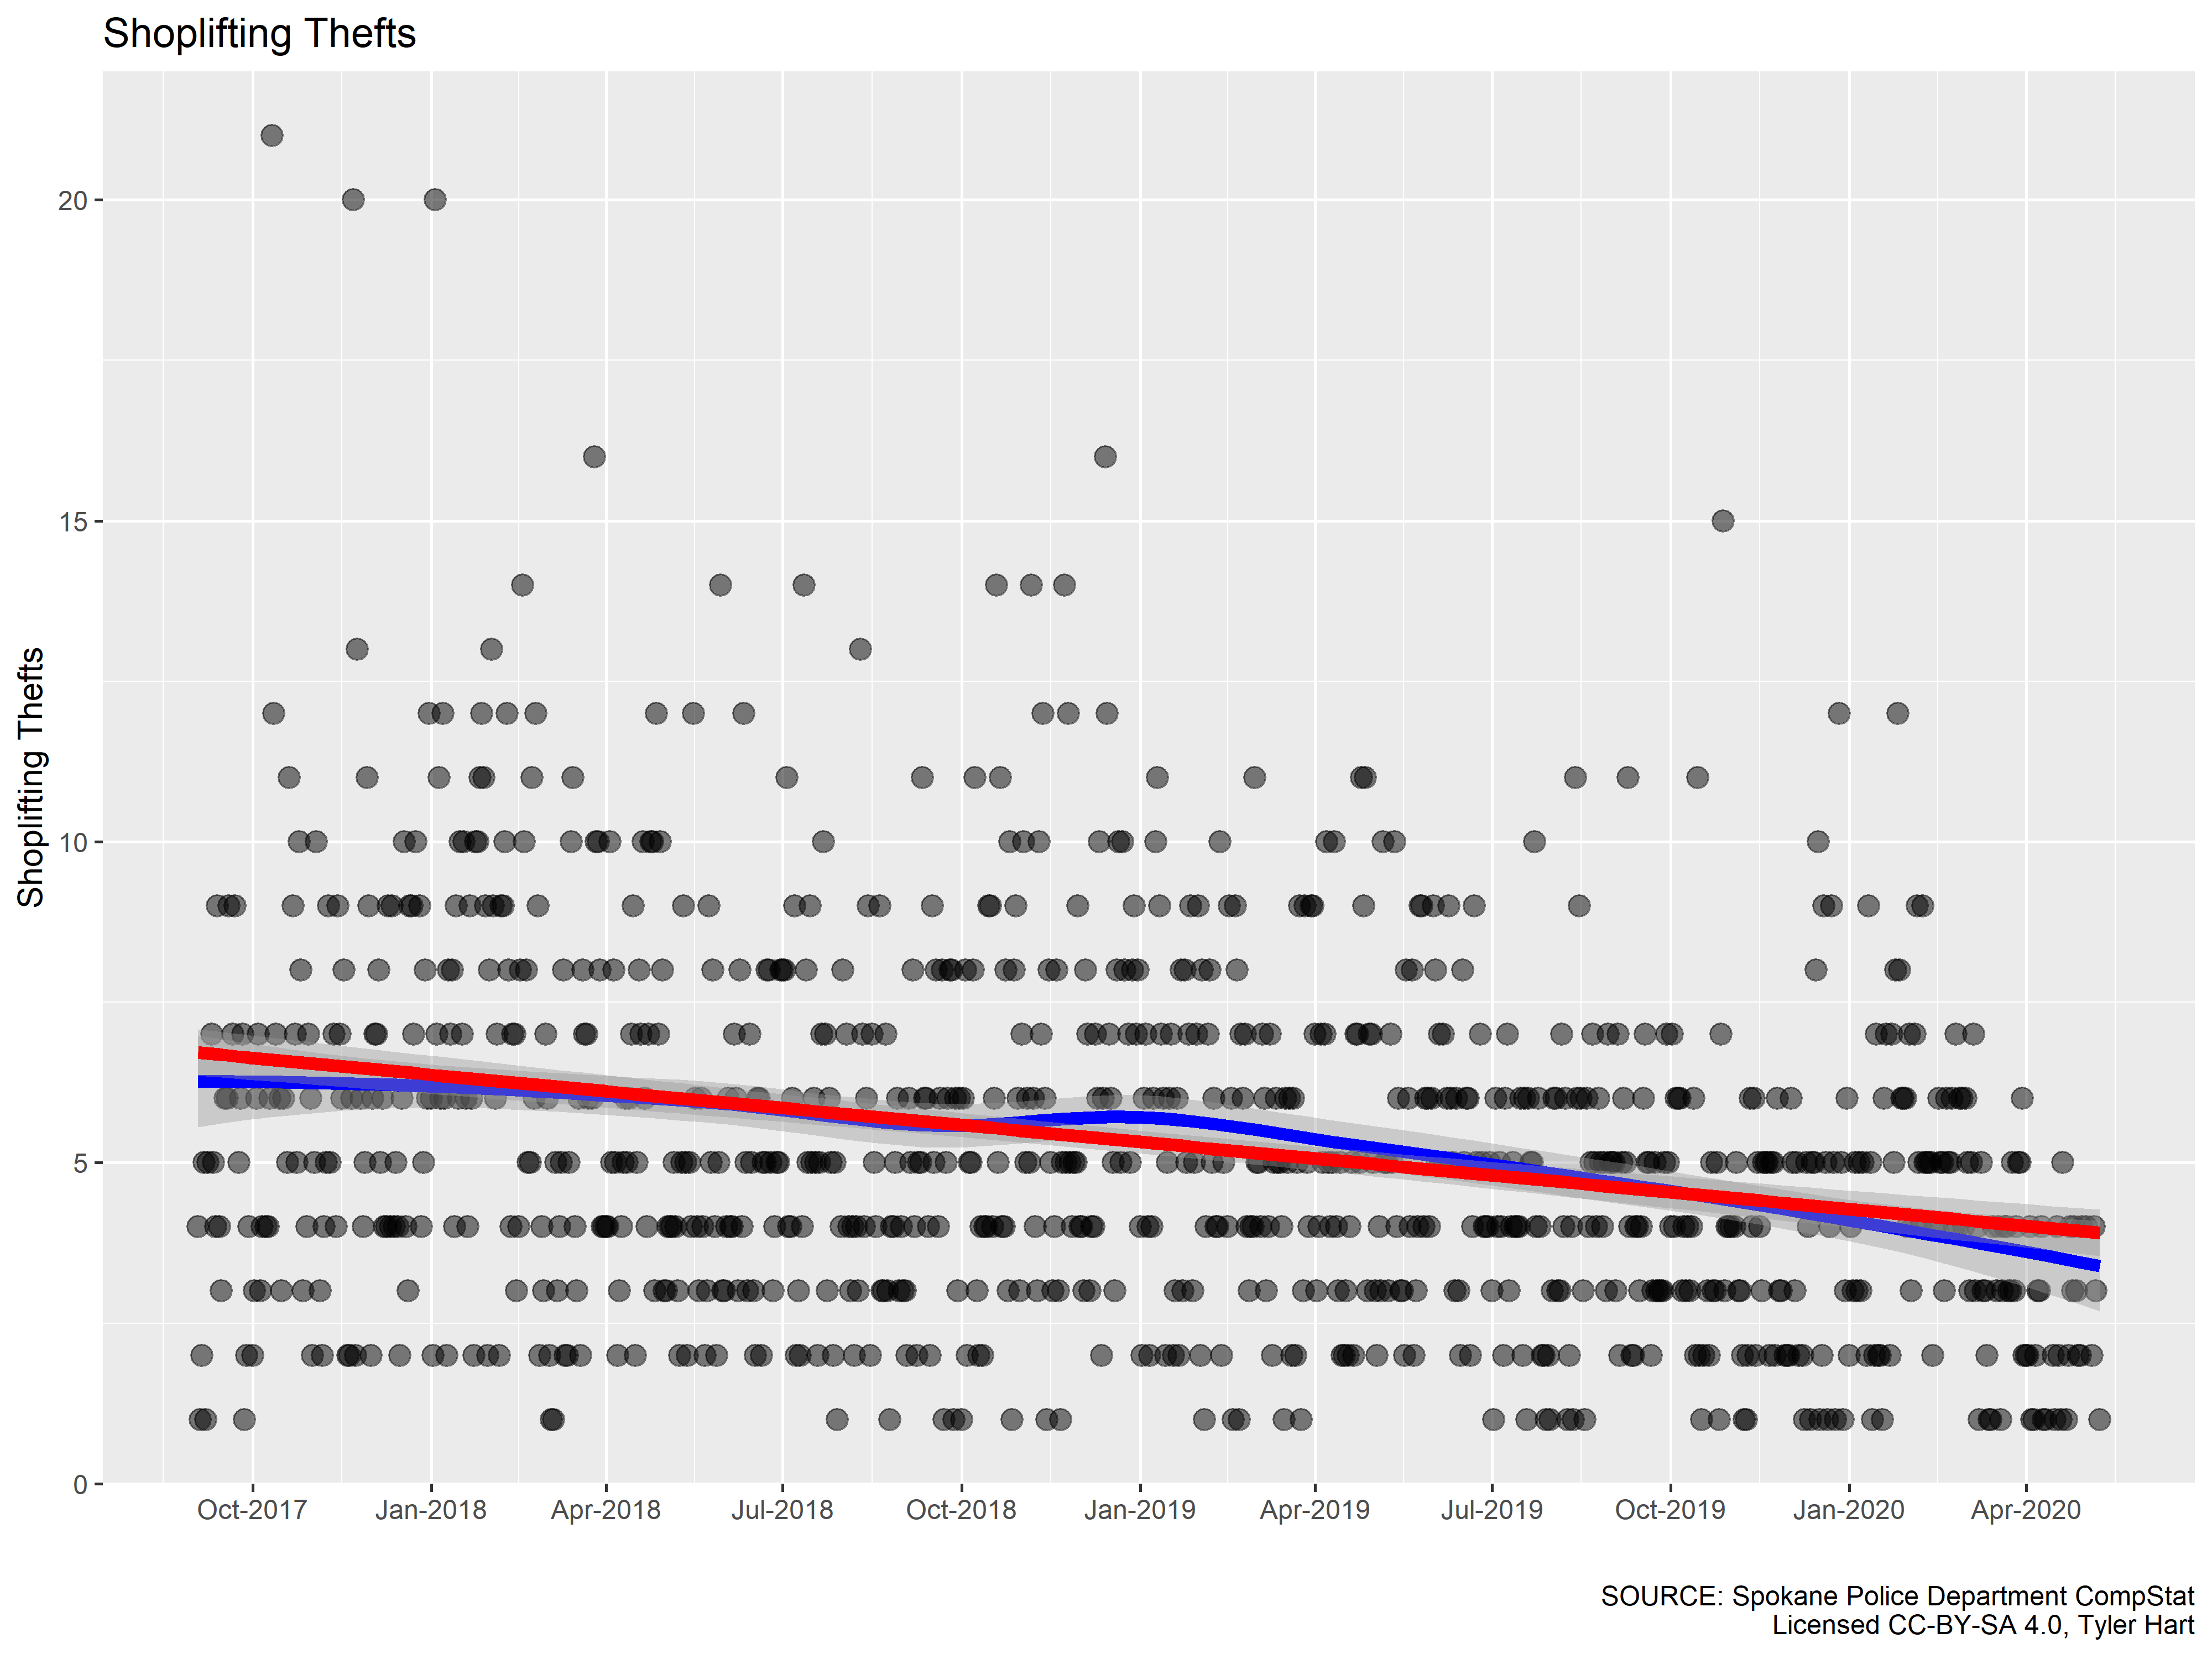 Shoplifting Thefts
Shoplifting Thefts
20
15
10
5
0
Oct-2017 Jan-2018 Apr-2018 Jul-2018 Oct-2018 Jan-2019 Apr-2019 Jul-2019 Oct-2019 Jan-2020 Apr-2020
SOURCE: Spokane Police Department CompStat
Licensed CC-BY-SA 4.0, Tyler Hart